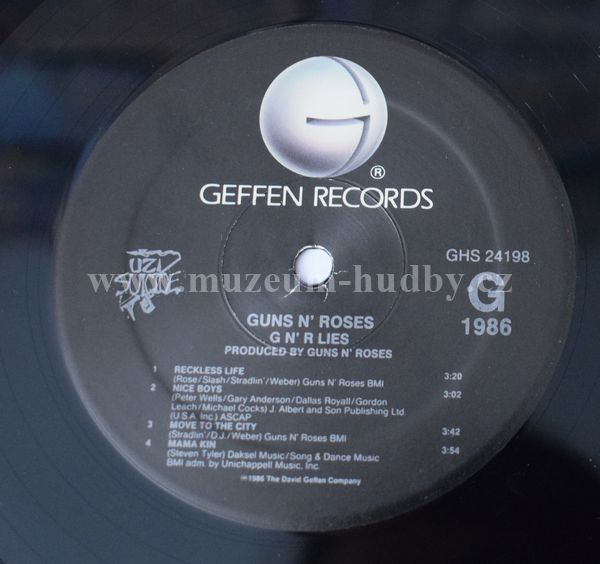 ®
GEFFEN RECORDS
GHS 24198
www.muzeum-hudby.cz
G
1986
GUNS N' ROSES
G N' R LIES
PRODUCED BY GUNS N' ROSES
1 RECKLESS LIFE 3:20
(Rose/Slash/Stradlin'/Weber) Guns N' Roses BMI
2 NICE BOYS 3:02
(Peter Wells/Gary Anderson/Dallas Royall/Gordon
Leach/Michael Cocks) J. Albert and Son Publishing Ltd
(U.S.A. Inc.) ASCAP
3 MOVE TO THE CITY 3:42
(Stradlin'/D.J./Weber) Guns N' Roses BMI
4 MAMA KIN 3:54
(Steven Tyler) Daksel Music/Song & Dance Music
BMI adm. by Unichappell Music, Inc.
℗1986 The David Geffen Company